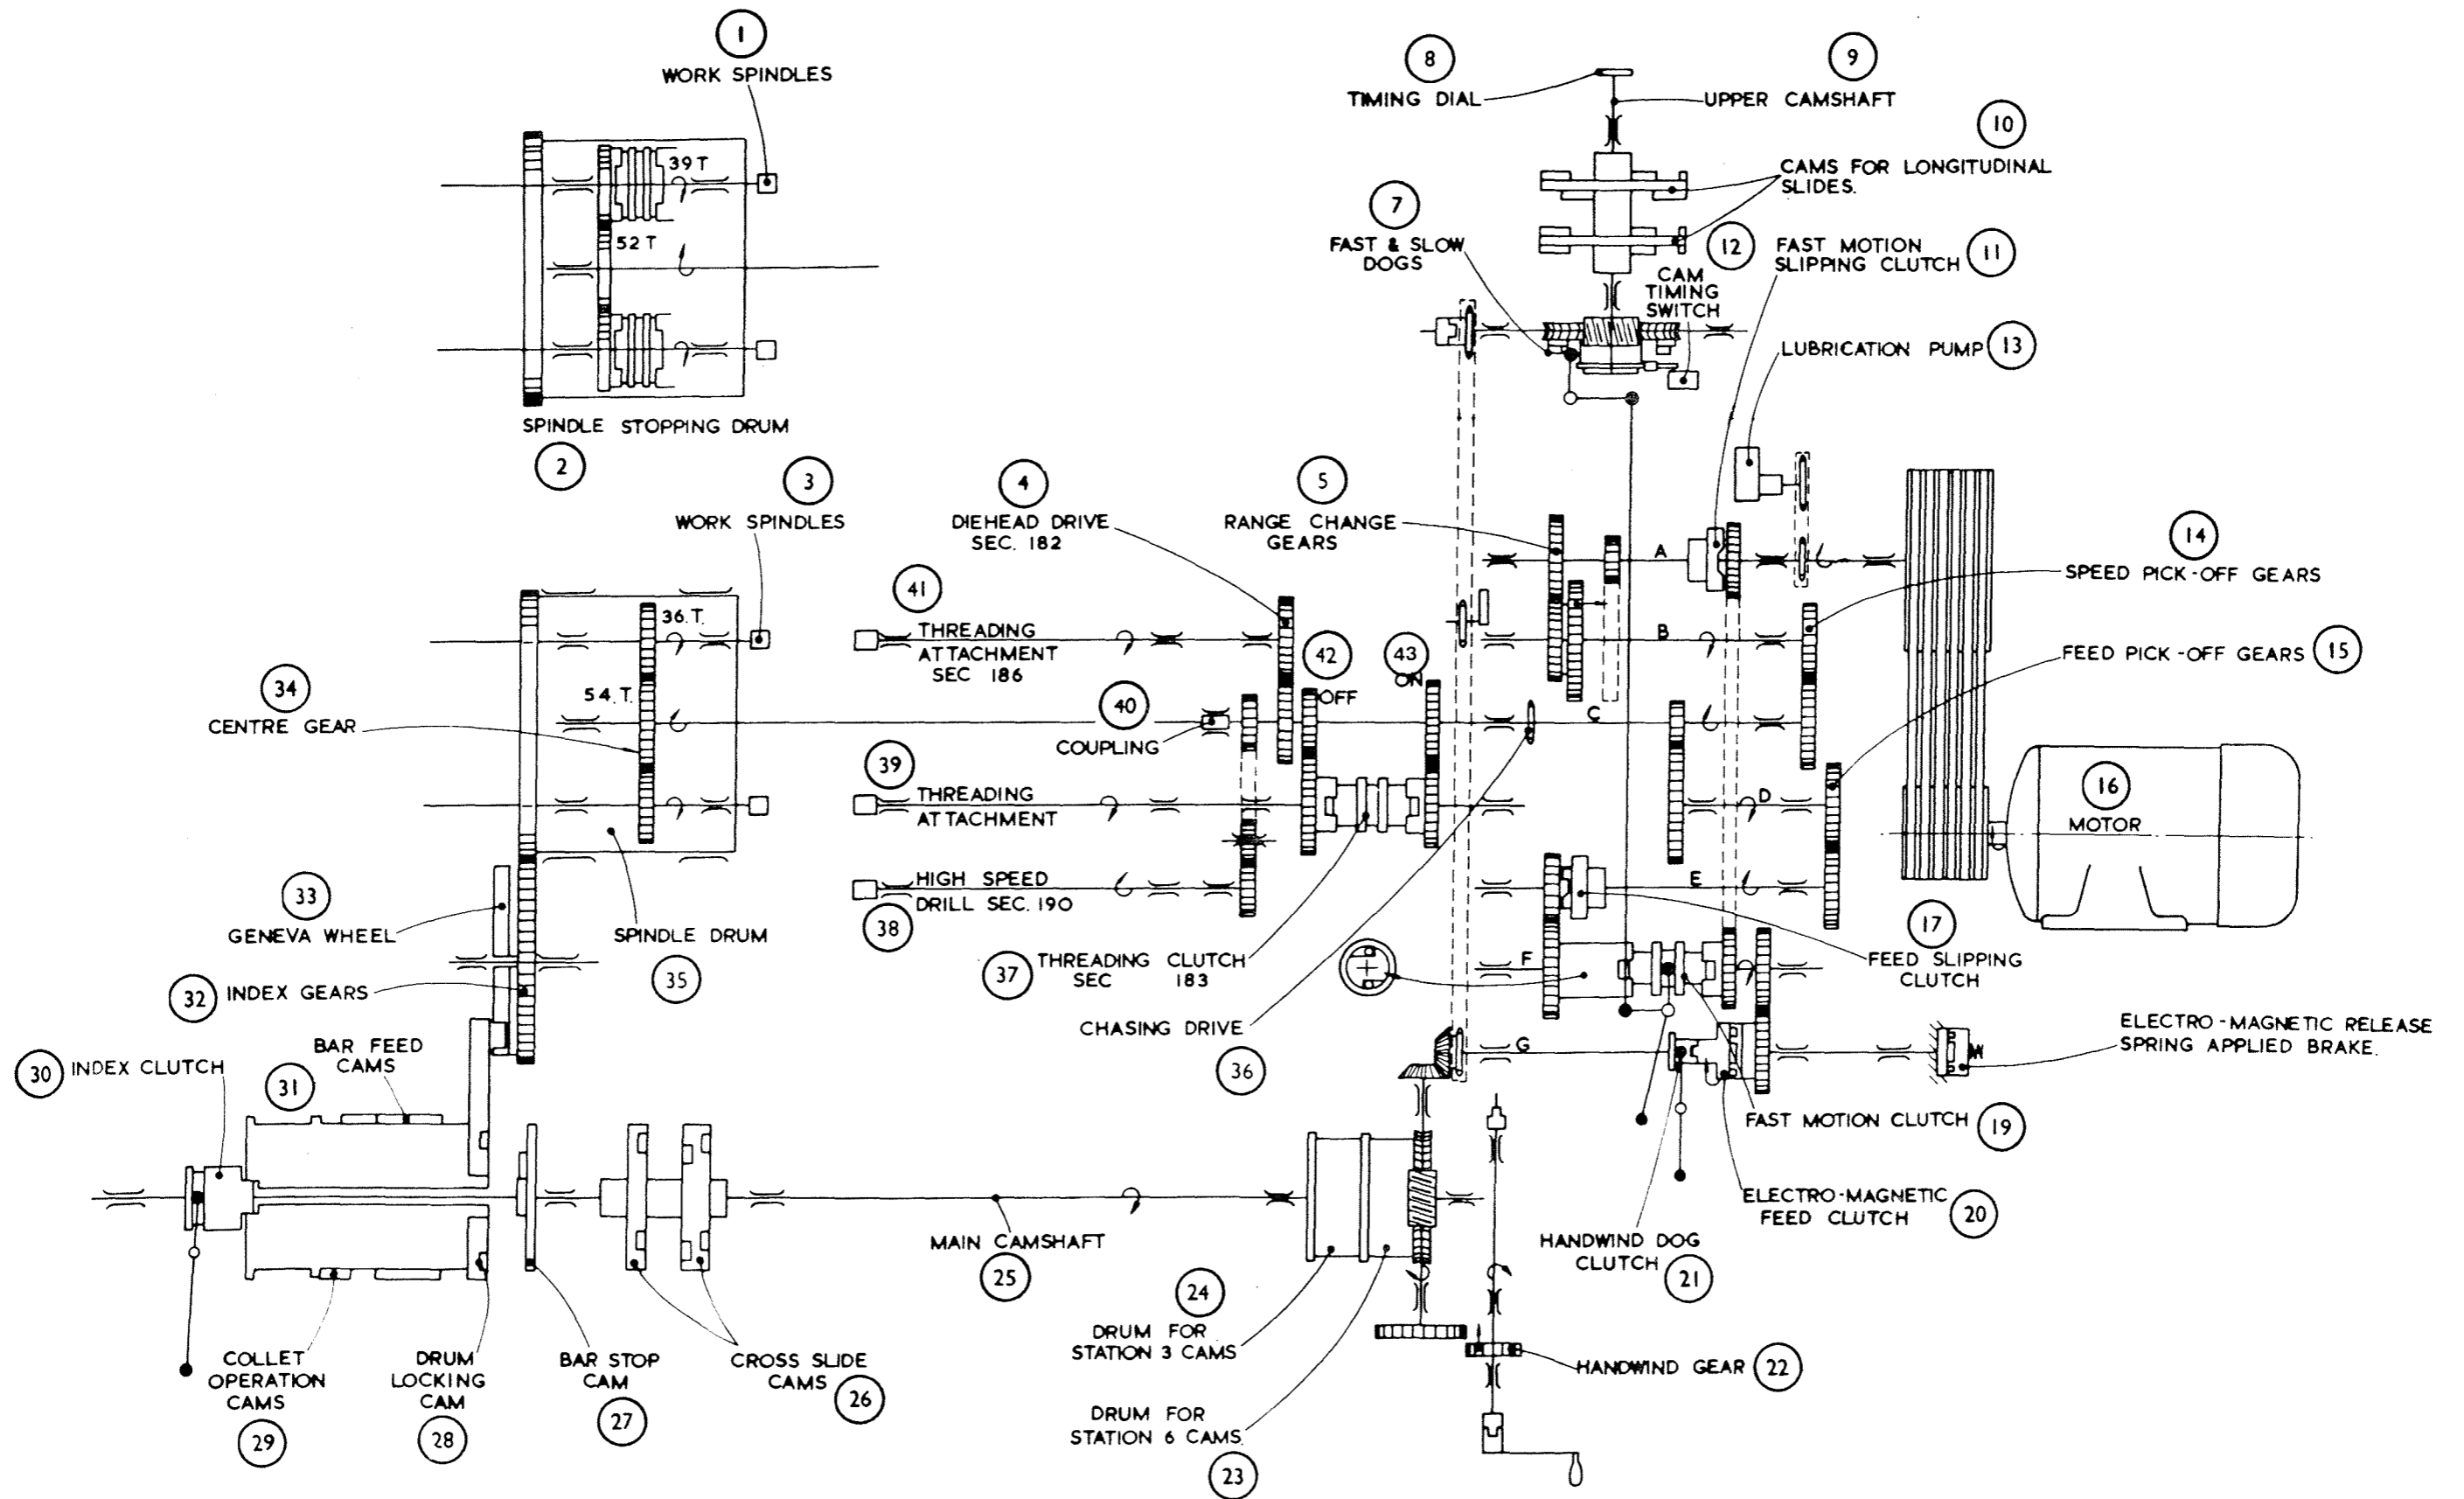 1
WORK SPINDLES
39 T
52 T
SPINDLE STOPPING DRUM
2
8
TIMING DIAL
9
UPPER CAMSHAFT
10
CAMS FOR LONGITUDINAL
SLIDES.
7
FAST & SLOW
DOGS
12
CAM
TIMING
SWITCH
FAST MOTION
SLIPPING CLUTCH
11
LUBRICATION PUMP
13
3
WORK SPINDLES
4
DIEHEAD DRIVE
SEC. 182
5
RANGE CHANGE
GEARS
A
14
SPEED PICK-OFF GEARS
41
THREADING
ATTACHMENT
SEC 186
42
OFF
43
ON
B
FEED PICK-OFF GEARS
15
36. T.
54. T.
34
CENTRE GEAR
40
COUPLING
C
39
THREADING
ATTACHMENT
D
16
MOTOR
HIGH SPEED
DRILL SEC. 190
38
E
33
GENEVA WHEEL
SPINDLE DRUM
35
37
THREADING CLUTCH
SEC 183
F
17
FEED SLIPPING
CLUTCH
32
INDEX GEARS
CHASING DRIVE
36
G
ELECTRO-MAGNETIC RELEASE
SPRING APPLIED BRAKE.
30
INDEX CLUTCH
31
BAR FEED
CAMS
FAST MOTION CLUTCH
19
ELECTRO-MAGNETIC
FEED CLUTCH
20
MAIN CAMSHAFT
25
HANDWIND DOG
CLUTCH
21
24
DRUM FOR
STATION 3 CAMS
COLLET
OPERATION
CAMS
29
DRUM
LOCKING
CAM
28
BAR STOP
CAM
27
CROSS SLIDE
CAMS
26
HANDWIND GEAR
22
DRUM FOR
STATION 6 CAMS.
23